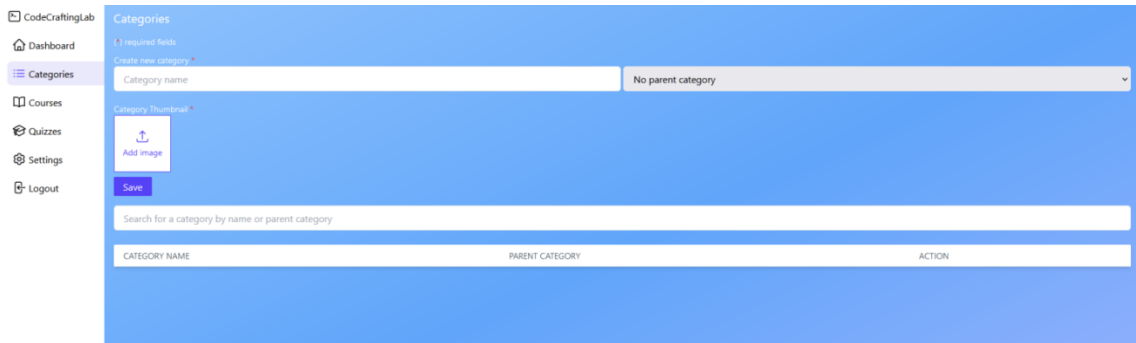 CodeCraftingLab
Dashboard
Categories
Courses
Quizzes
Settings
Logout
Categories
(*) required fields
Create new category *
Category name
No parent category
Category Thumbnail *
Add image
Save
Search for a category by name or parent category
CATEGORY NAME PARENT CATEGORY ACTION